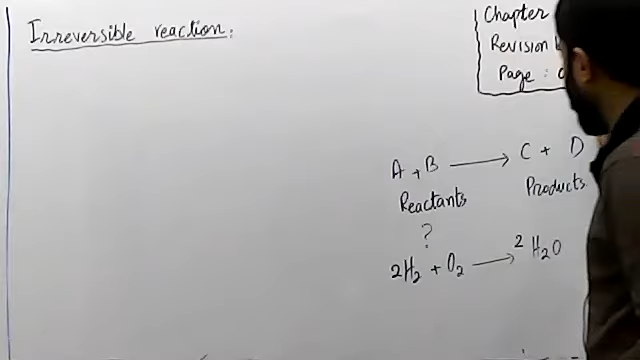 Irreversible reaction:
Chapter
Revision
Page :
A + B ⟶ C + D
Reactants Products
?
2H₂ + O₂ ⟶ 2 H₂O